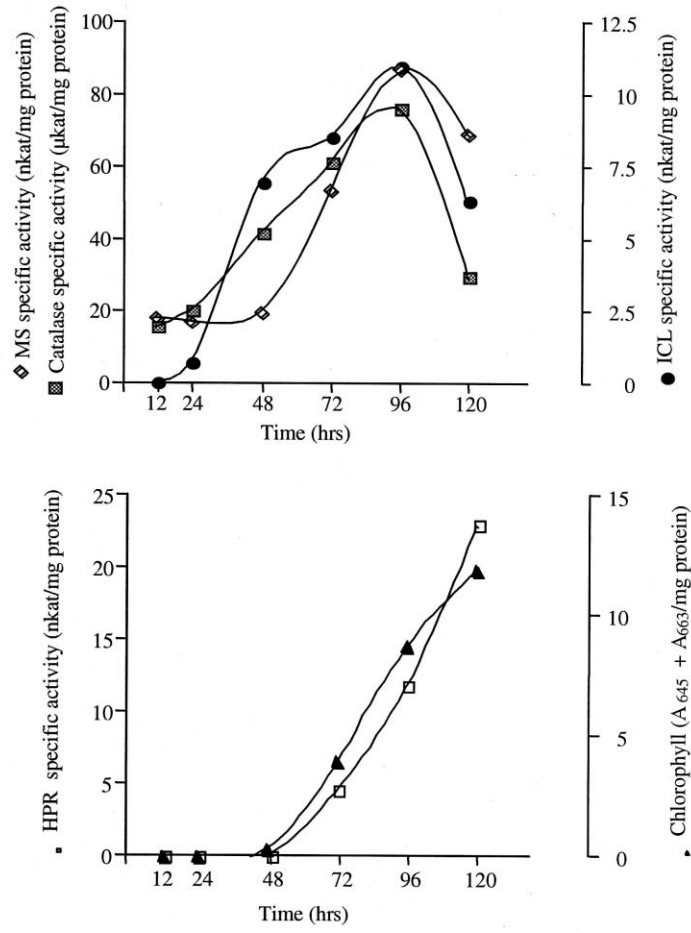 MS specific activity (nkat/mg protein)
Catalase specific activity (µkat/mg protein)
100
80
60
40
20
0
12 24 48 72 96 120
Time (hrs)
12.5
10
7.5
5
2.5
0
ICL specific activity (nkat/mg protein)
HPR specific activity (nkat/mg protein)
25
20
15
10
5
0
12 24 48 72 96 120
Time (hrs)
15
10
5
0
Chlorophyll (A 645 + A663/mg protein)